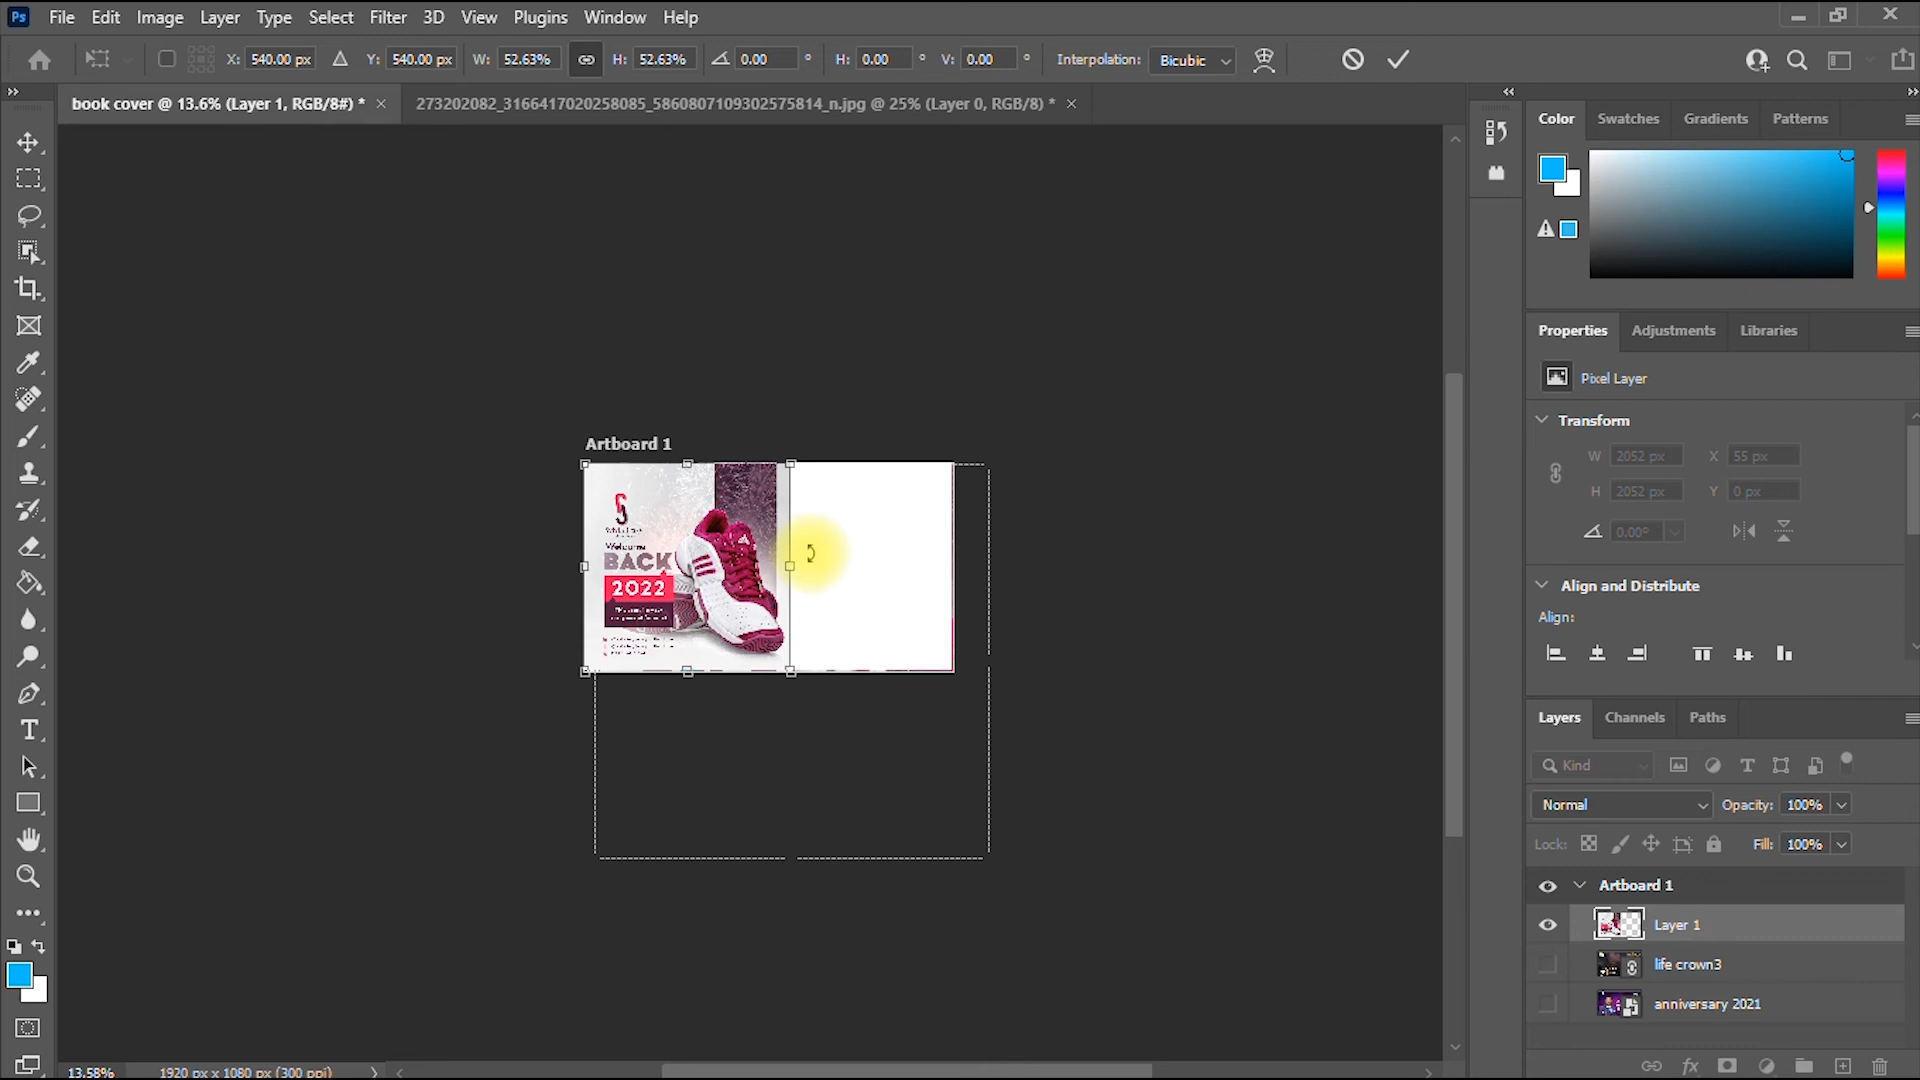 Ps File Edit Image Layer Type Select Filter 3D View Plugins Window Help
X: 540.00 px Y: 540.00 px W: 52.63% H: 52.63% 0.00 ° H: 0.00 ° V: 0.00 ° Interpolation: Bicubic
book cover @ 13.6% (Layer 1, RGB/8#) * × 273202082_3166417020258085_5860807109302575814_n.jpg @ 25% (Layer 0, RGB/8) * ×
Color Swatches Gradients Patterns
Properties Adjustments Libraries
Pixel Layer
Transform
W 2052 px X 55 px
H 2052 px Y 0 px
0.00°
Align and Distribute
Align:
Artboard 1
Welcome
BACK
2022
Layers Channels Paths
Kind
Normal Opacity: 100%
Lock: Fill: 100%
Artboard 1
Layer 1
life crown3
anniversary 2021
13.58% 1920 px x 1080 px (300 ppi)